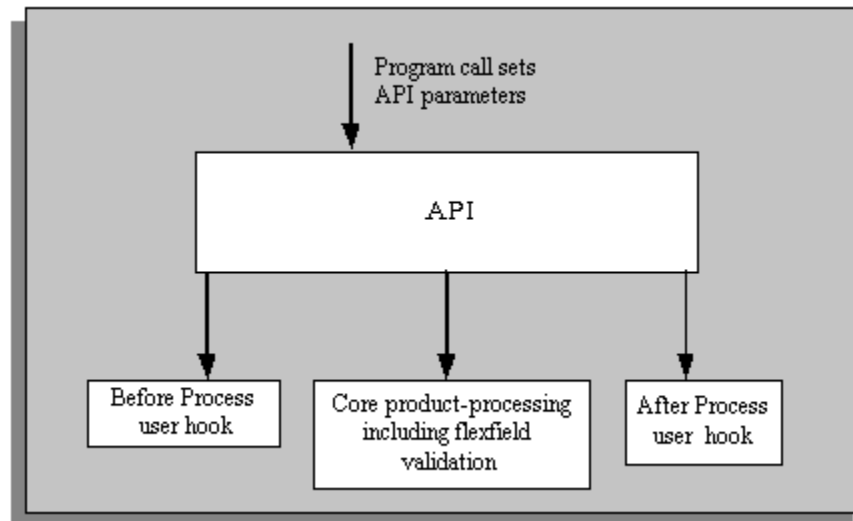 Program call sets
API parameters
API
Before Process
user hook
Core product-processing
including flexfield
validation
After Process
user hook